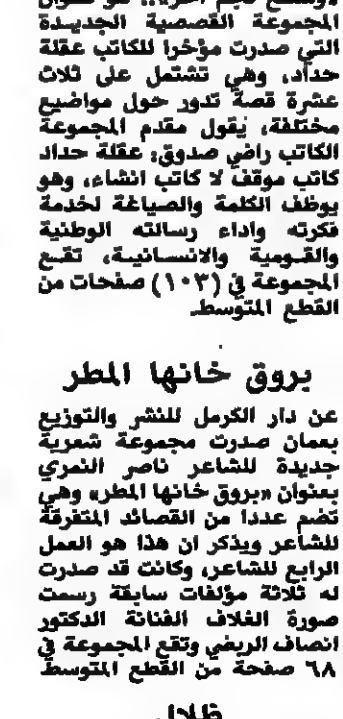 المجموعة القصصية الجديدة
التي صدرت مؤخرا للكاتب عقلة
حداد، وهي تشتمل على ثلاث
عشرة قصة تدور حول مواضيع
مختلفة، يقول مقدم المجموعة
الكاتب راضي صدوق: عقلة حداد
كاتب موقف لا كاتب انشاء، وهو
يوظف الكلمة والصياغة لخدمة
فكرته واداء رسالته الوطنية
والقومية والانسانية، تقع
المجموعة في (١٠٣) صفحات من
القطع المتوسط.
بروق خانها المطر
عن دار الكرمل للنشر والتوزيع
بعمان صدرت مجموعة شعرية
جديدة للشاعر ناصر النمري
بعنوان «بروق خانها المطر» وهي
تضم عددا من القصائد المتفرقة
للشاعر ويذكر ان هذا هو العمل
الرابع للشاعر، وكانت قد صدرت
له ثلاثة مؤلفات سابقة رسمت
صورة الغلاف الفنانة الدكتور
انصاف الربضي وتقع المجموعة في
٦٨ صفحة من القطع المتوسط